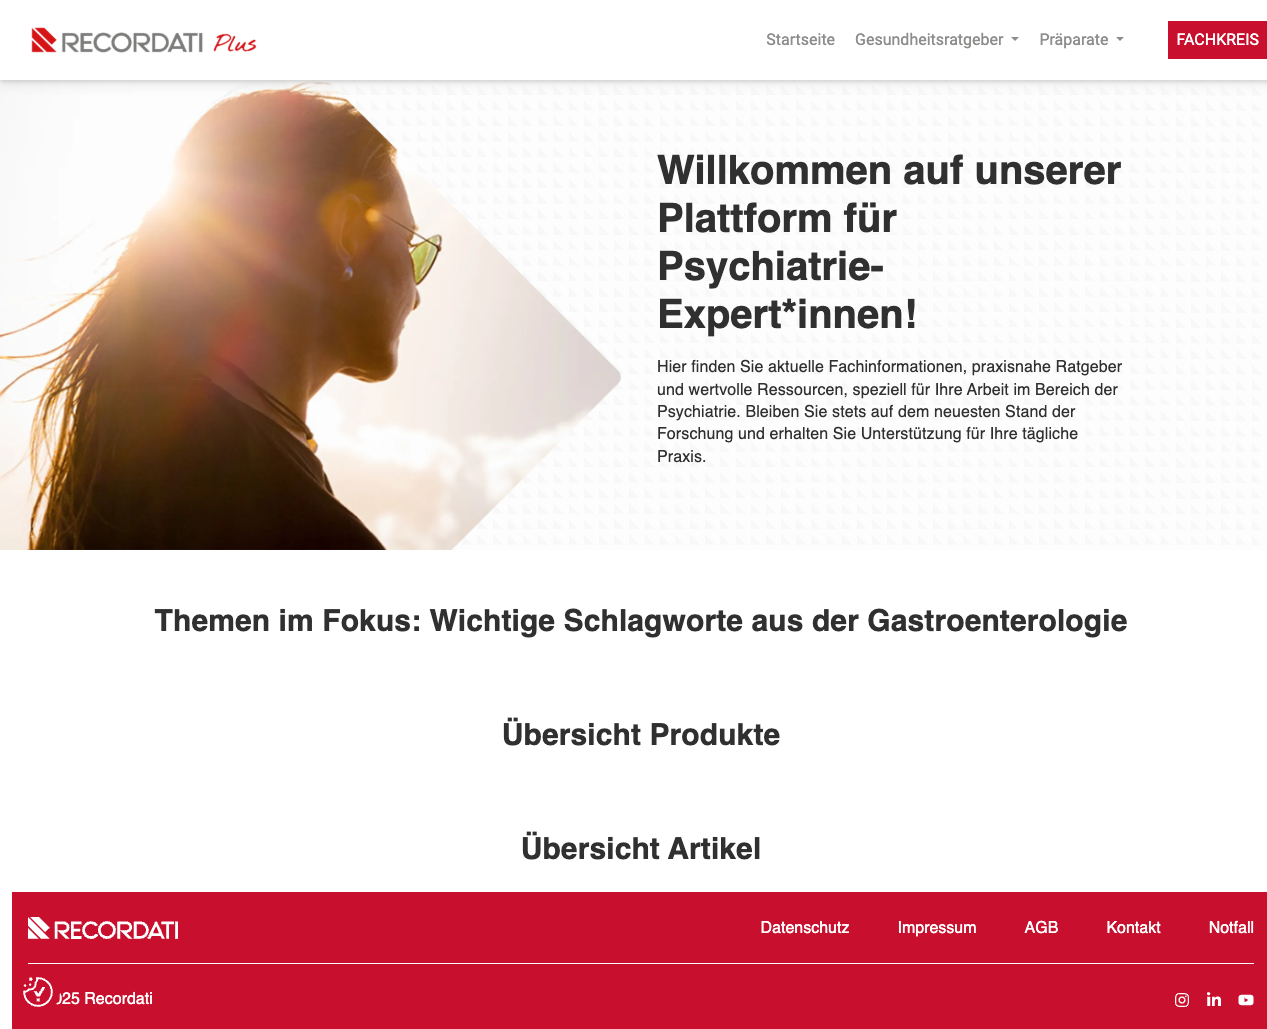 RECORDATI Plus
Startseite Gesundheitsratgeber Präparate FACHKREIS
Willkommen auf unserer
Plattform für
Psychiatrie-
Expert*innen!
Hier finden Sie aktuelle Fachinformationen, praxisnahe Ratgeber
und wertvolle Ressourcen, speziell für Ihre Arbeit im Bereich der
Psychiatrie. Bleiben Sie stets auf dem neuesten Stand der
Forschung und erhalten Sie Unterstützung für Ihre tägliche
Praxis.
Themen im Fokus: Wichtige Schlagworte aus der Gastroenterologie
Übersicht Produkte
Übersicht Artikel
RECORDATI
Datenschutz Impressum AGB Kontakt Notfall
25 Recordati